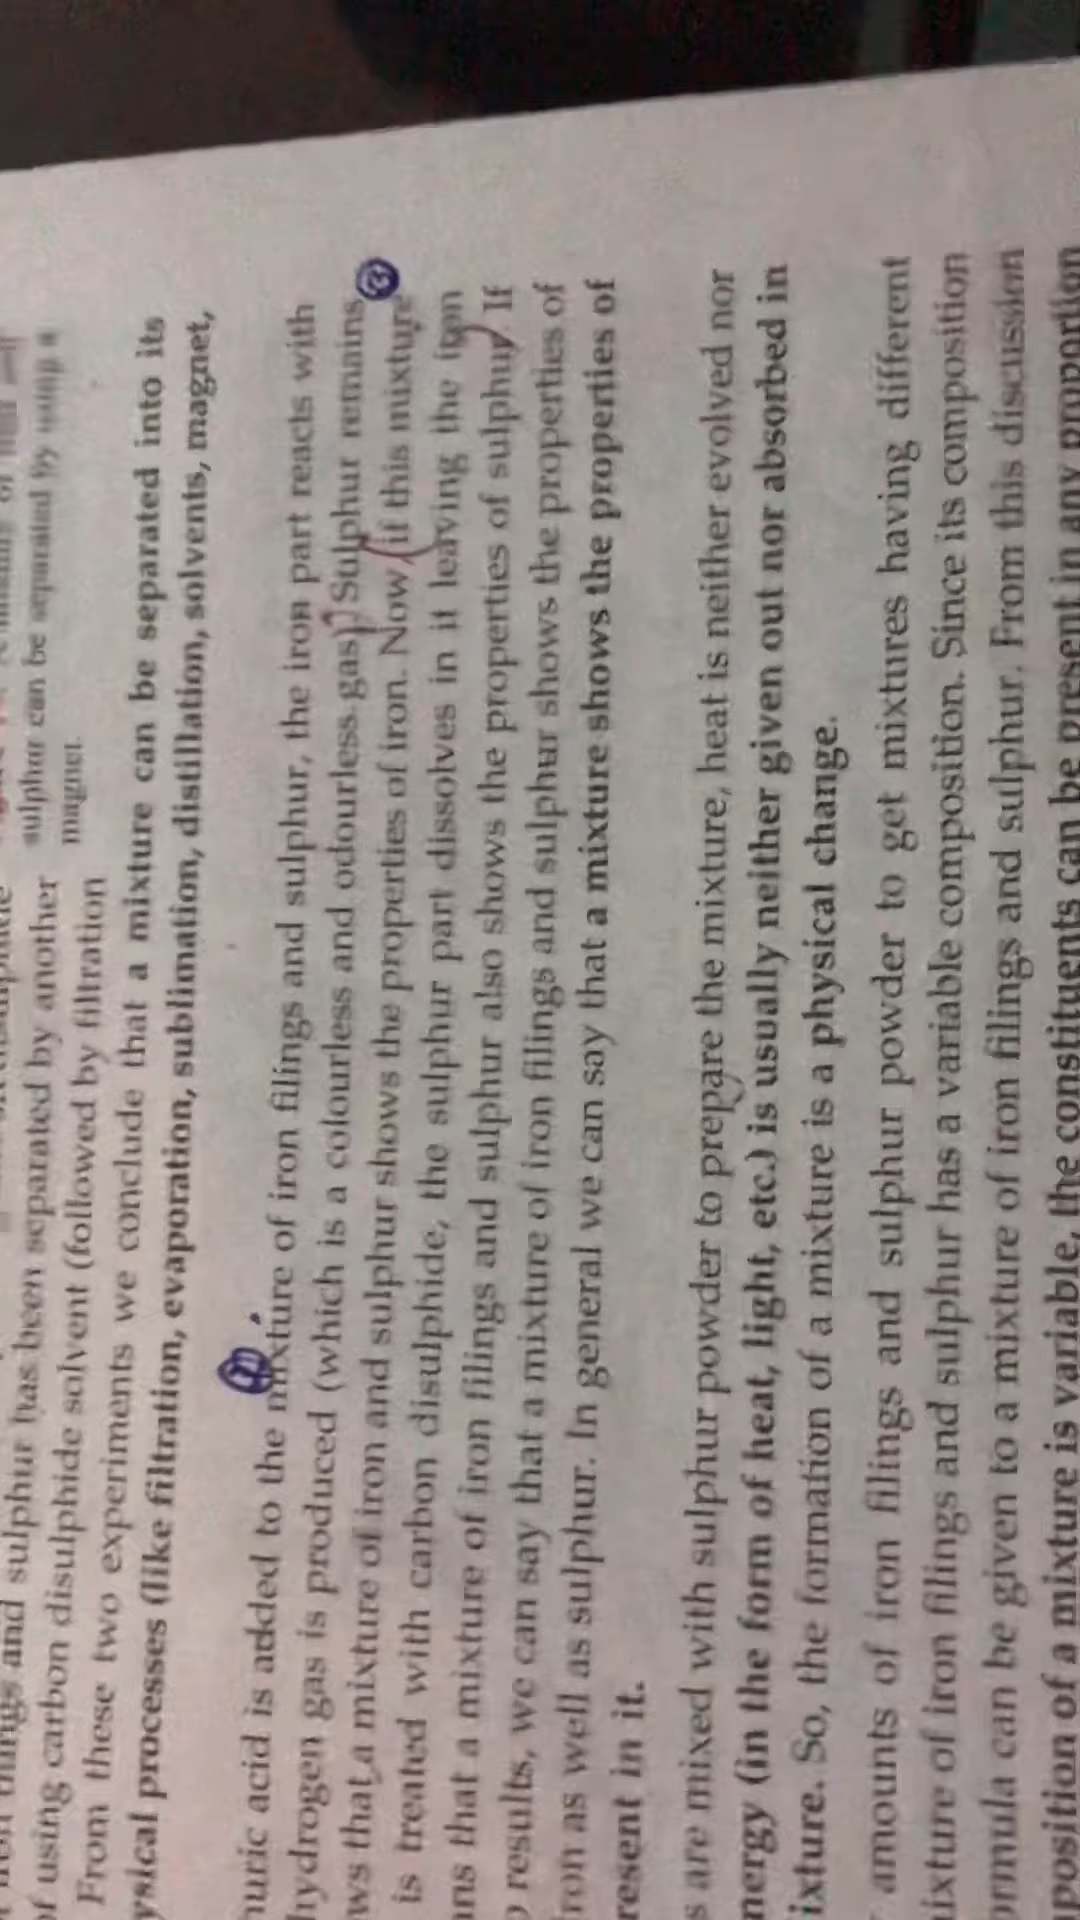 sulphur can be separated by using a
magnet.
and sulphur has been separated by another
of using carbon disulphide solvent (followed by filtration
From these two experiments we conclude that a mixture can be separated into its
ysical processes (like filtration, evaporation, sublimation, distillation, solvents, magnet,
huric acid is added to the mixture of iron filings and sulphur, the iron part reacts with
hydrogen gas is produced (which is a colourless and odourless gas). Sulphur remains
ws that a mixture of iron and sulphur shows the properties of iron. Now, if this mixture
is treated with carbon disulphide, the sulphur part dissolves in it leaving the iron
ans that a mixture of iron filings and sulphur also shows the properties of sulphur. If
o results, we can say that a mixture of iron filings and sulphur shows the properties of
iron as well as sulphur. In general we can say that a mixture shows the properties of
resent in it.
s are mixed with sulphur powder to prepare the mixture, heat is neither evolved nor
nergy (in the form of heat, light, etc.) is usually neither given out nor absorbed in
ixture. So, the formation of a mixture is a physical change.
amounts of iron filings and sulphur powder to get mixtures having different
ixture of iron filings and sulphur has a variable composition. Since its composition
ormula can be given to a mixture of iron filings and sulphur. From this discussion
position of a mixture is variable, the constituents can be present in any proportion